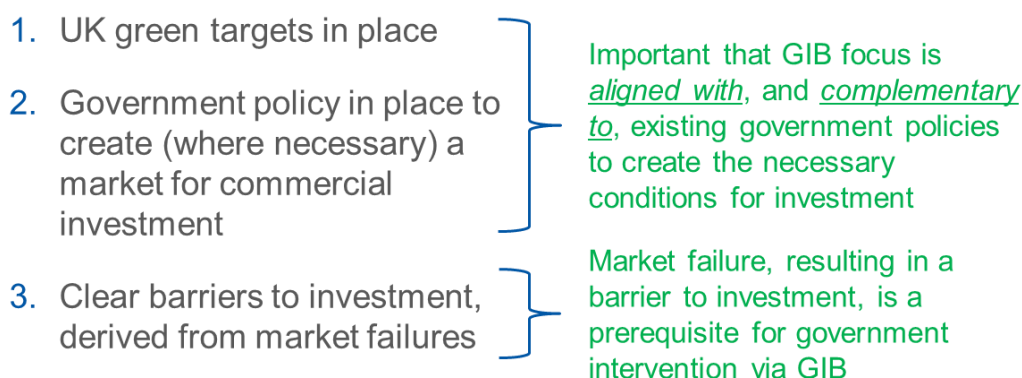 1. UK green targets in place
2. Government policy in place to
create (where necessary) a
market for commercial
investment
Important that GIB focus is
aligned with, and complementary
to, existing government policies
to create the necessary
conditions for investment
3. Clear barriers to investment,
derived from market failures
Market failure, resulting in a
barrier to investment, is a
prerequisite for government
intervention via GIB